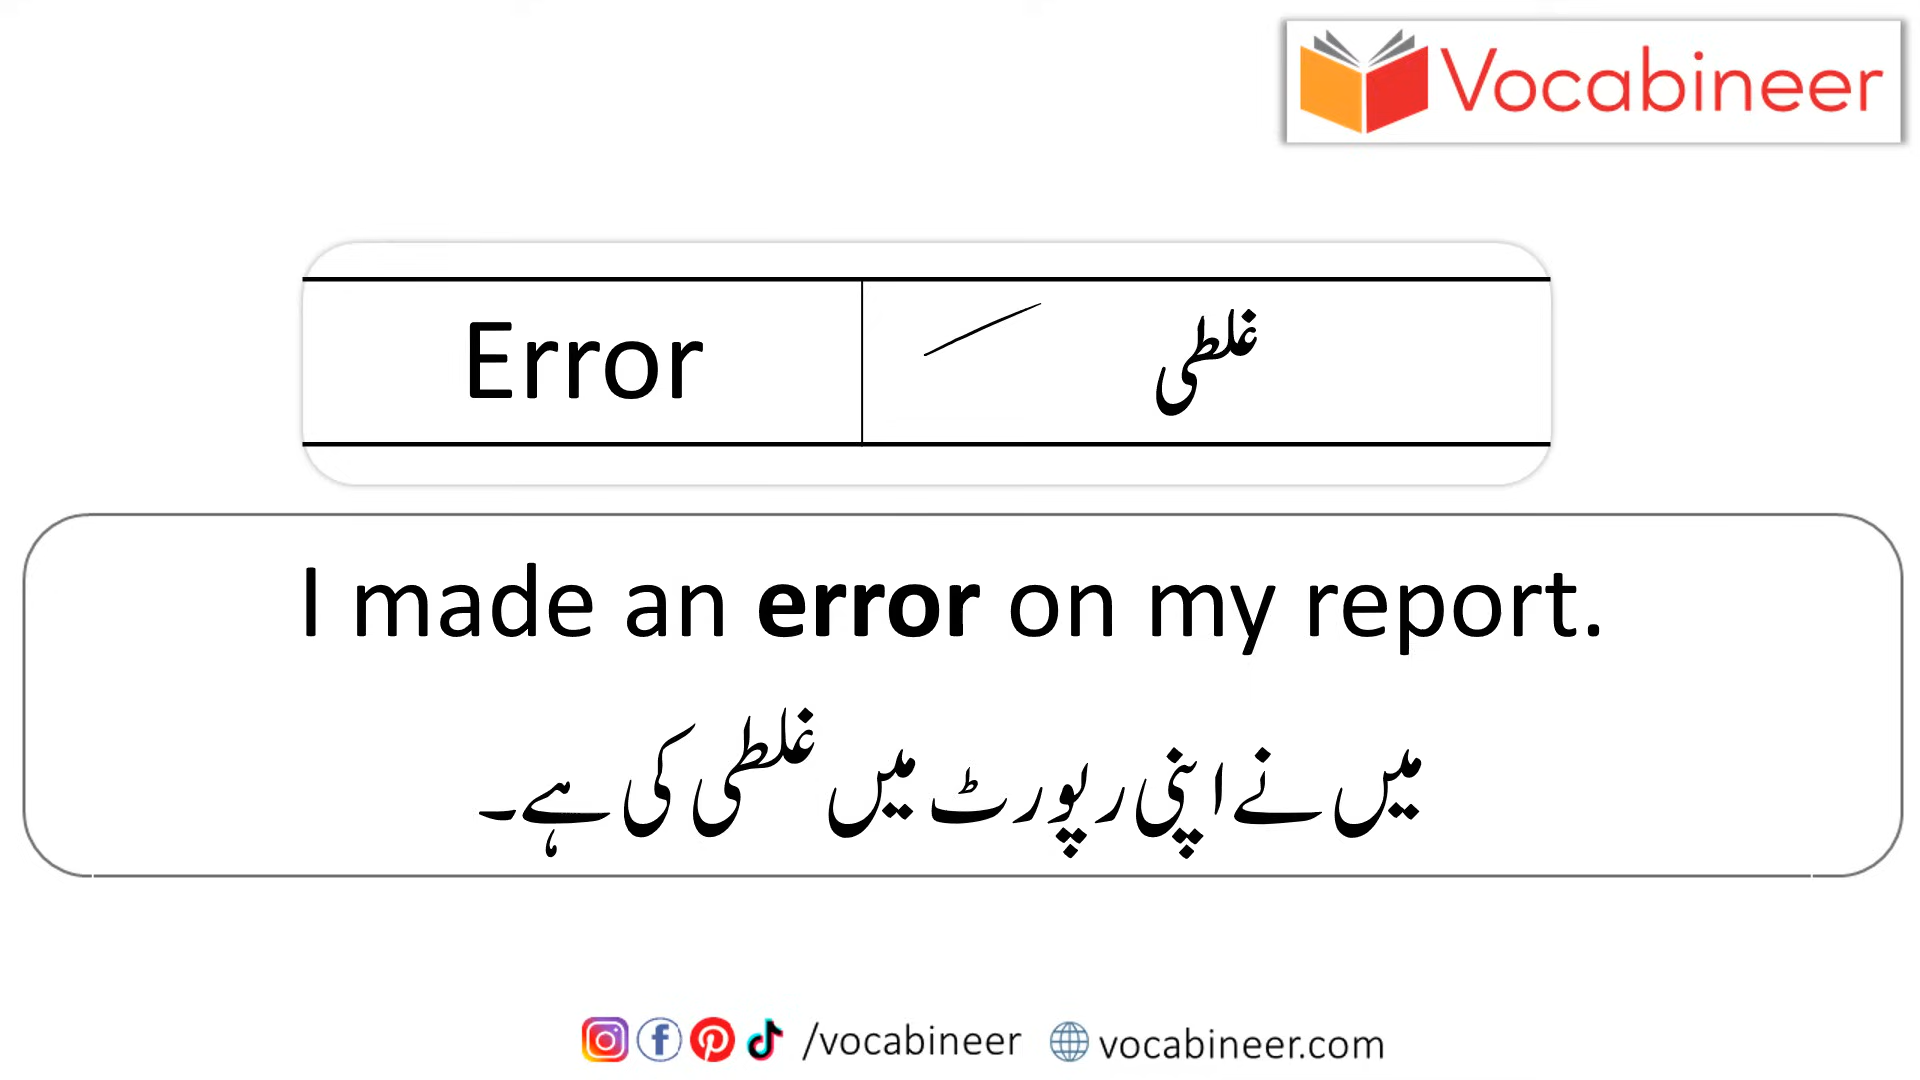 Vocabineer
Error
غلطی
I made an error on my report.
میں نے اپنی رپورٹ میں غلطی کی ہے۔
/vocabineer vocabineer.com